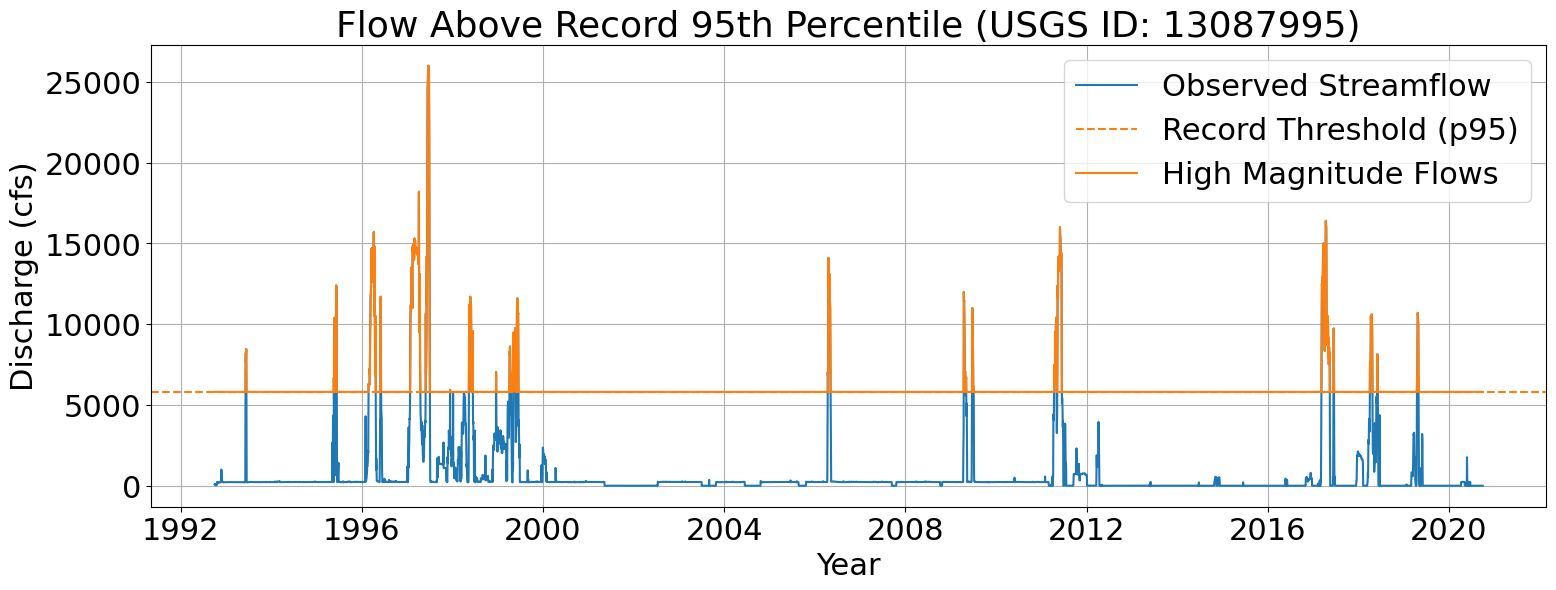 Flow Above Record 95th Percentile (USGS ID: 13087995)
Observed Streamflow
Record Threshold (p95)
High Magnitude Flows
Discharge (cfs)
25000
20000
15000
10000
5000
0
1992
1996
2000
2004
2008
2012
2016
2020
Year